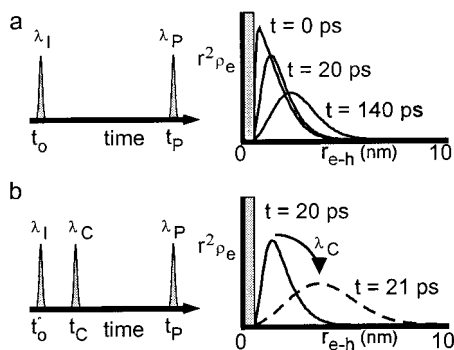 a
λI
λP
to
time
tP
r²ρe
t = 0 ps
t = 20 ps
t = 140 ps
0
re-h (nm)
10
b
λI
λC
λP
to
tC
time
tP
r²ρe
t = 20 ps
λC
t = 21 ps
0
re-h (nm)
10